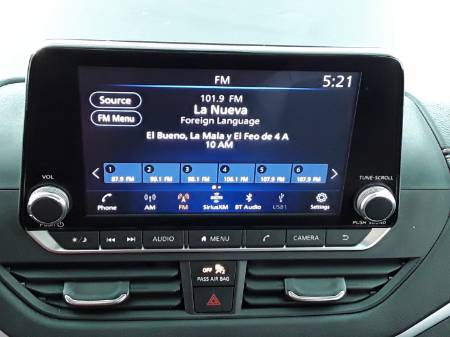 FM
5:21
Source
101.9 FM
La Nueva
FM Menu
Foreign Language
El Bueno, La Mala y El Feo de 4 A
10 AM
1 2 3 4 5 6
87.9 FM 90.1 FM 98.1 FM 106.1 FM 107.9 FM 107.9 FM
VOL
TUNE·SCROLL
Phone AM FM SiriusXM BT Audio USB1 Settings
PUSH SOUND
AUDIO MENU CAMERA
OFF
PASS AIR BAG